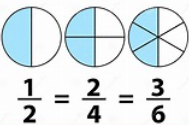 1/2 = 2/4 = 3/6